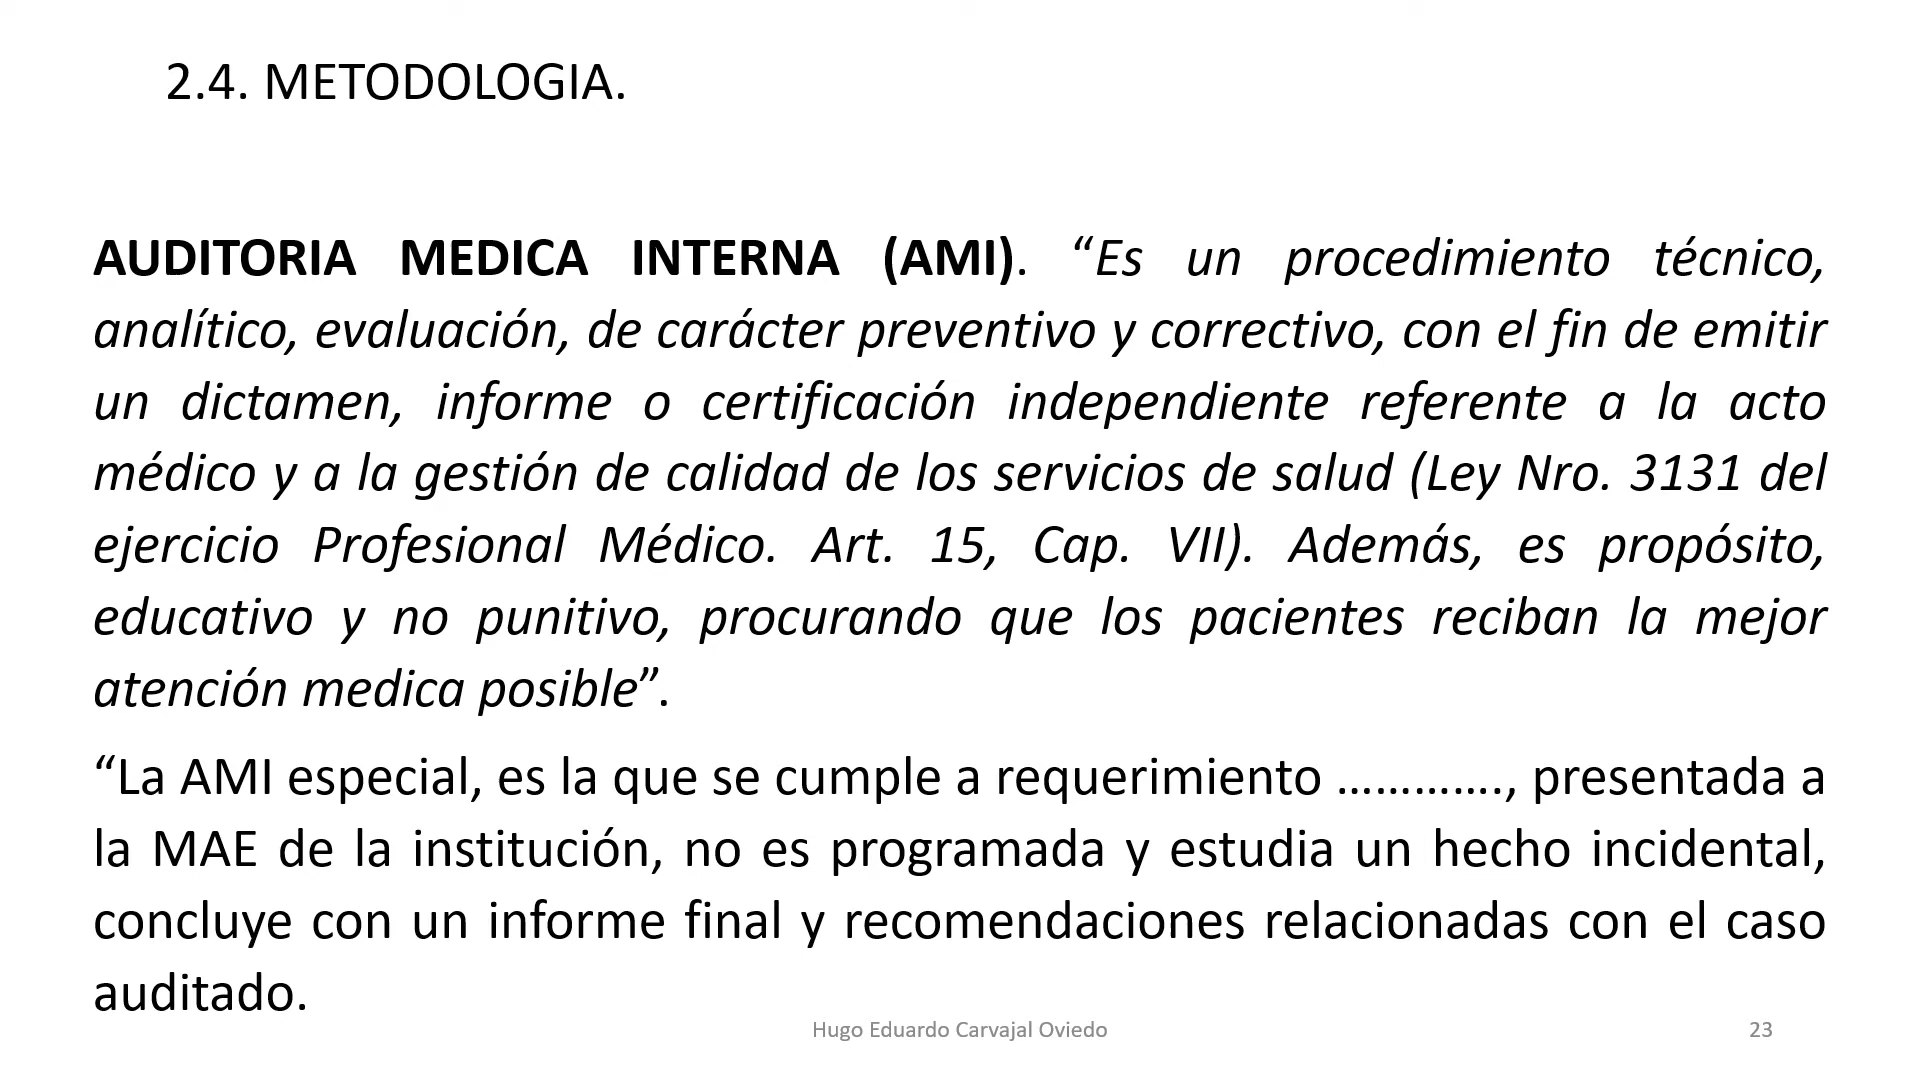 2.4. METODOLOGIA.
AUDITORIA MEDICA INTERNA (AMI). “Es un procedimiento técnico,
analítico, evaluación, de carácter preventivo y correctivo, con el fin de emitir
un dictamen, informe o certificación independiente referente a la acto
médico y a la gestión de calidad de los servicios de salud (Ley Nro. 3131 del
ejercicio Profesional Médico. Art. 15, Cap. VII). Además, es propósito,
educativo y no punitivo, procurando que los pacientes reciban la mejor
atención medica posible”.
“La AMI especial, es la que se cumple a requerimiento …………., presentada a
la MAE de la institución, no es programada y estudia un hecho incidental,
concluye con un informe final y recomendaciones relacionadas con el caso
auditado.
Hugo Eduardo Carvajal Oviedo
23